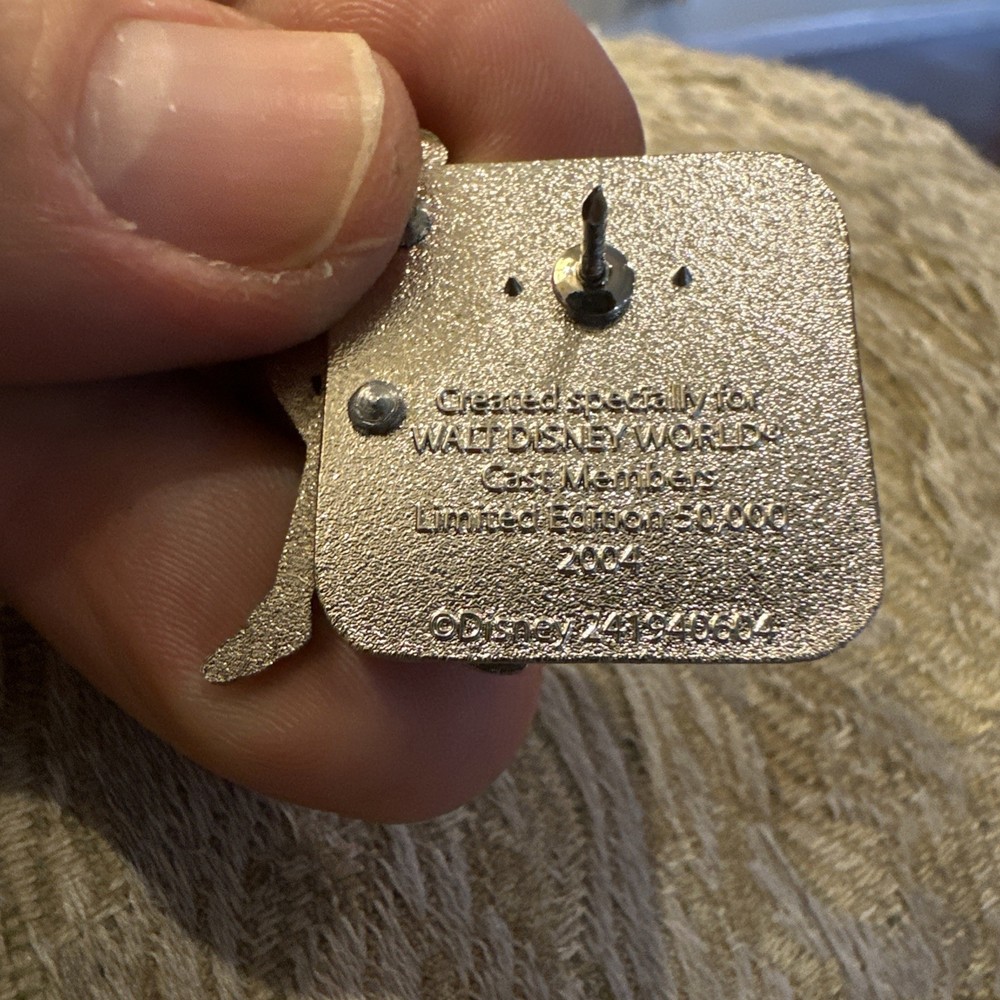 Created specially for
WALT DISNEY WORLD®
Cast Members
Limited Edition 50,000
2004
©Disney 241940604